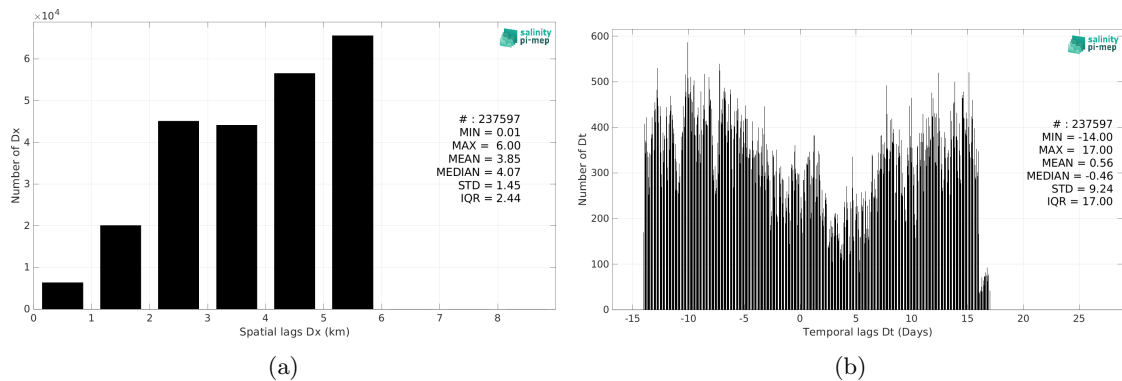 ×10⁴
6
5
4
3
2
1
0
Number of Dx
0 1 2 3 4 5 6 7 8
Spatial lags Dx (km)
salinity
pi-mep
# : 237597
MIN = 0.01
MAX = 6.00
MEAN = 3.85
MEDIAN = 4.07
STD = 1.45
IQR = 2.44
(a)
600
500
400
300
200
100
0
Number of Dt
-15 -10 -5 0 5 10 15 20 25
Temporal lags Dt (Days)
salinity
pi-mep
# : 237597
MIN = -14.00
MAX = 17.00
MEAN = 0.56
MEDIAN = -0.46
STD = 9.24
IQR = 17.00
(b)